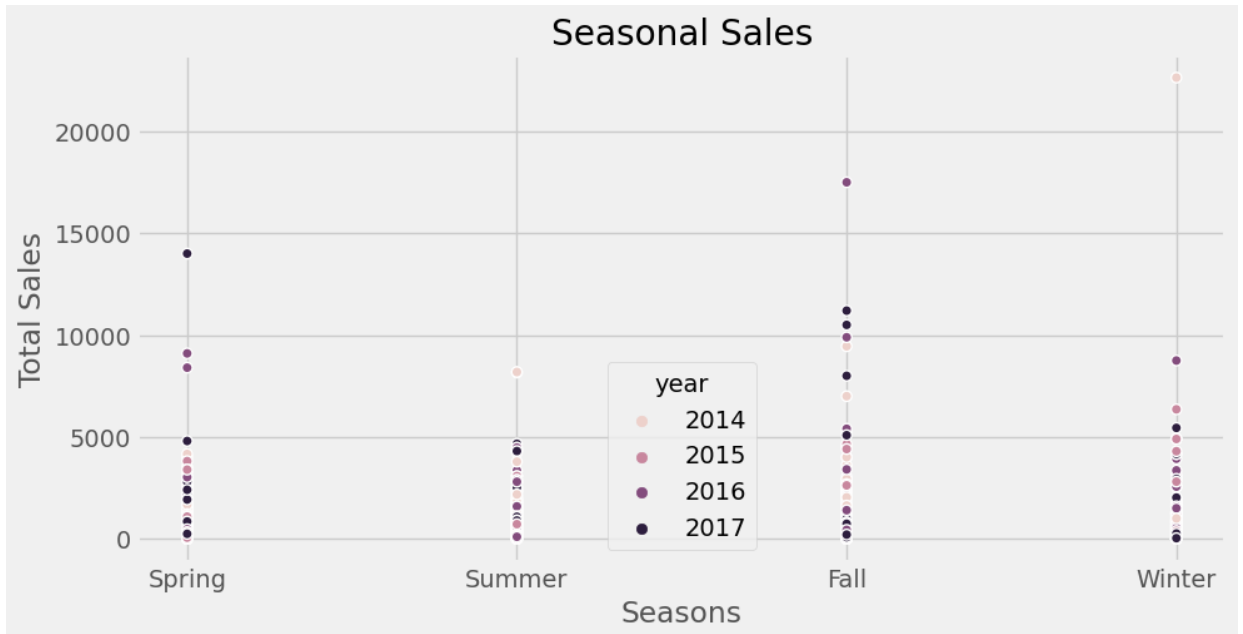 Seasonal Sales
Total Sales
20000
15000
10000
5000
0
year
2014
2015
2016
2017
Spring Summer Fall Winter
Seasons